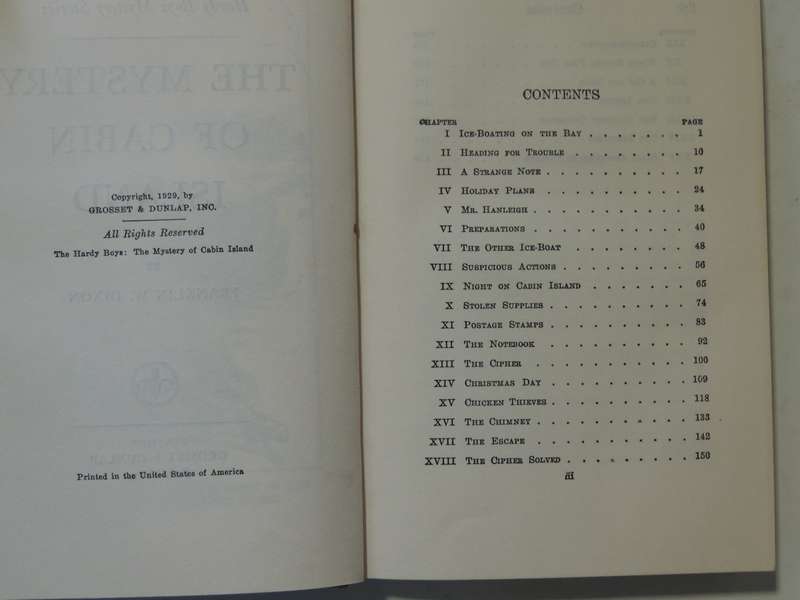 Copyright, 1929, by
GROSSET & DUNLAP, INC.
All Rights Reserved
The Hardy Boys: The Mystery of Cabin Island
Printed in the United States of America
CONTENTS
CHAPTER PAGE
I Ice-Boating on the Bay . . . . . . . 1
II Heading for Trouble . . . . . . . . 10
III A Strange Note . . . . . . . . . . 17
IV Holiday Plans . . . . . . . . . . 24
V Mr. Hanleigh . . . . . . . . . . . 34
VI Preparations . . . . . . . . . . . 40
VII The Other Ice-Boat . . . . . . . . 48
VIII Suspicious Actions . . . . . . . . . 56
IX Night on Cabin Island . . . . . . . 65
X Stolen Supplies . . . . . . . . . . 74
XI Postage Stamps . . . . . . . . . . 83
XII The Notebook . . . . . . . . . . 92
XIII The Cipher . . . . . . . . . . . 100
XIV Christmas Day . . . . . . . . . . 109
XV Chicken Thieves . . . . . . . . . . 118
XVI The Chimney . . . . . . . . . . . 133
XVII The Escape . . . . . . . . . . . 142
XVIII The Cipher Solved . . . . . . . . . 150
iii